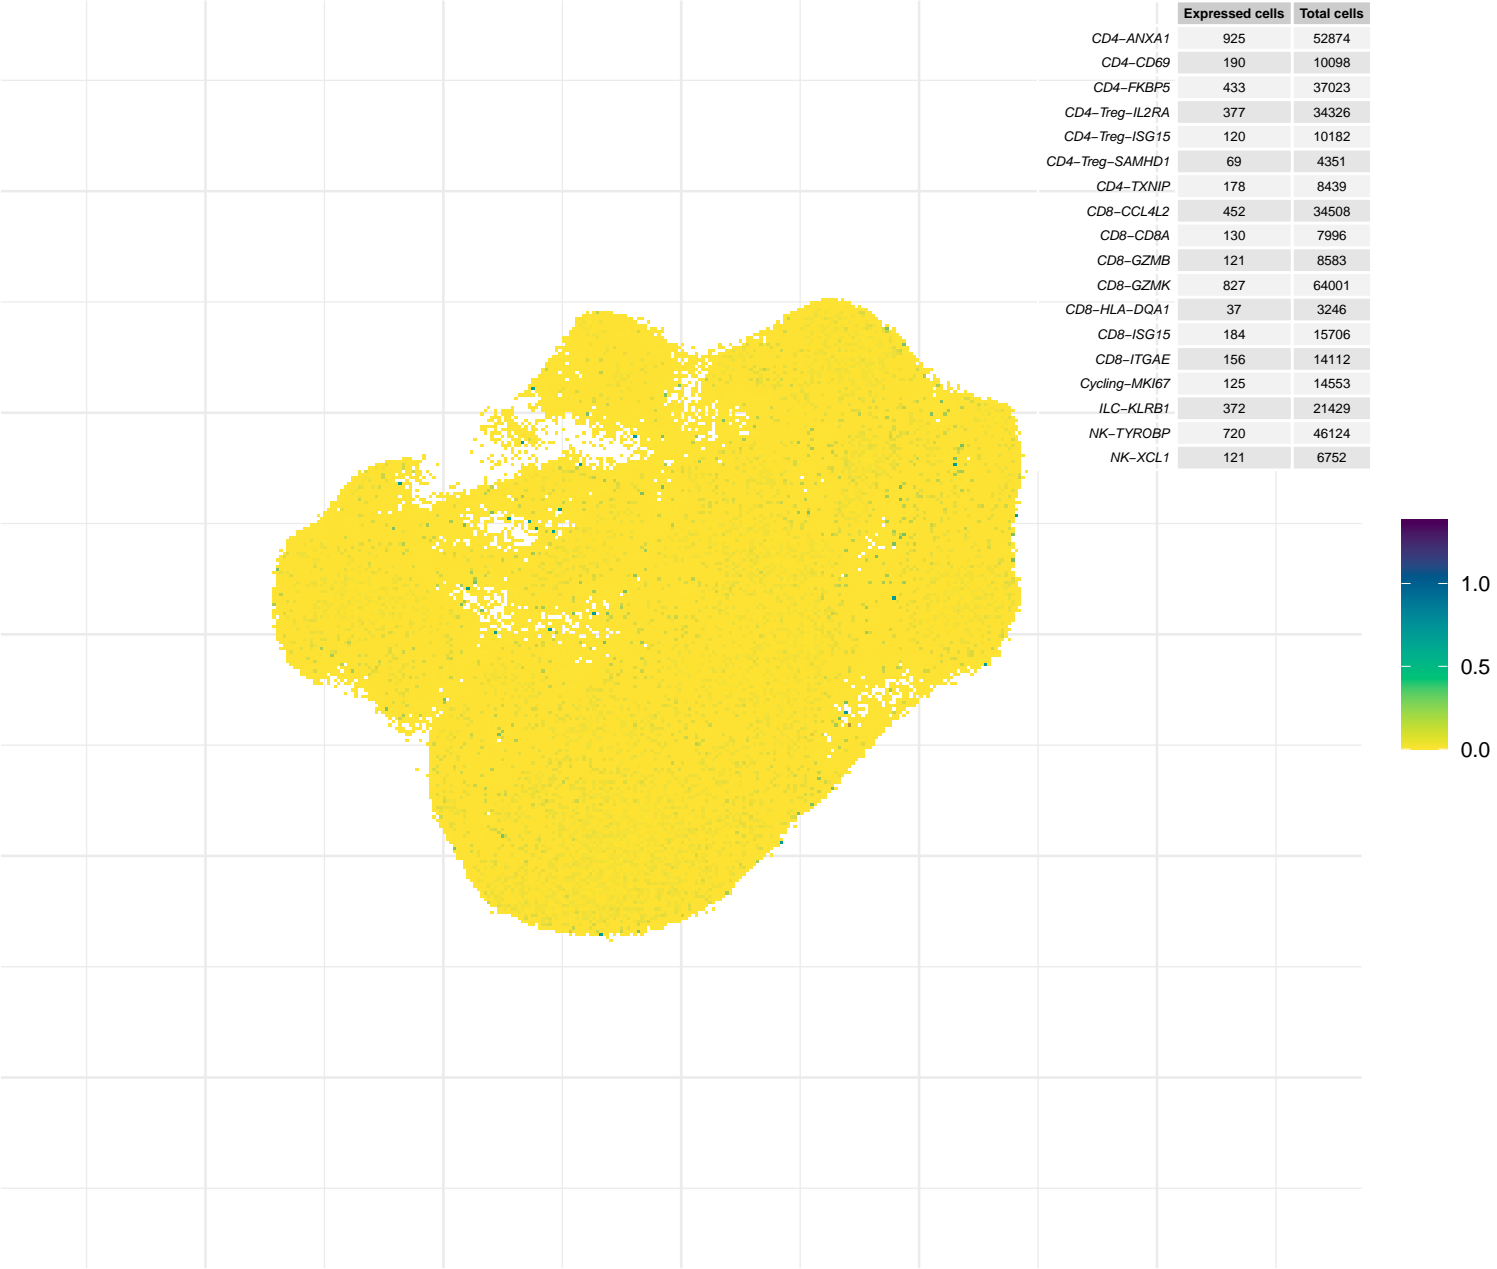 Expressed cells Total cells
CD4−ANXA1 925 52874
CD4−CD69 190 10098
CD4−FKBP5 433 37023
CD4−Treg−IL2RA 377 34326
CD4−Treg−ISG15 120 10182
CD4−Treg−SAMHD1 69 4351
CD4−TXNIP 178 8439
CD8−CCL4L2 452 34508
CD8−CD8A 130 7996
CD8−GZMB 121 8583
CD8−GZMK 827 64001
CD8−HLA−DQA1 37 3246
CD8−ISG15 184 15706
CD8−ITGAE 156 14112
Cycling−MKI67 125 14553
ILC−KLRB1 372 21429
NK−TYROBP 720 46124
NK−XCL1 121 6752
1.0
0.5
0.0